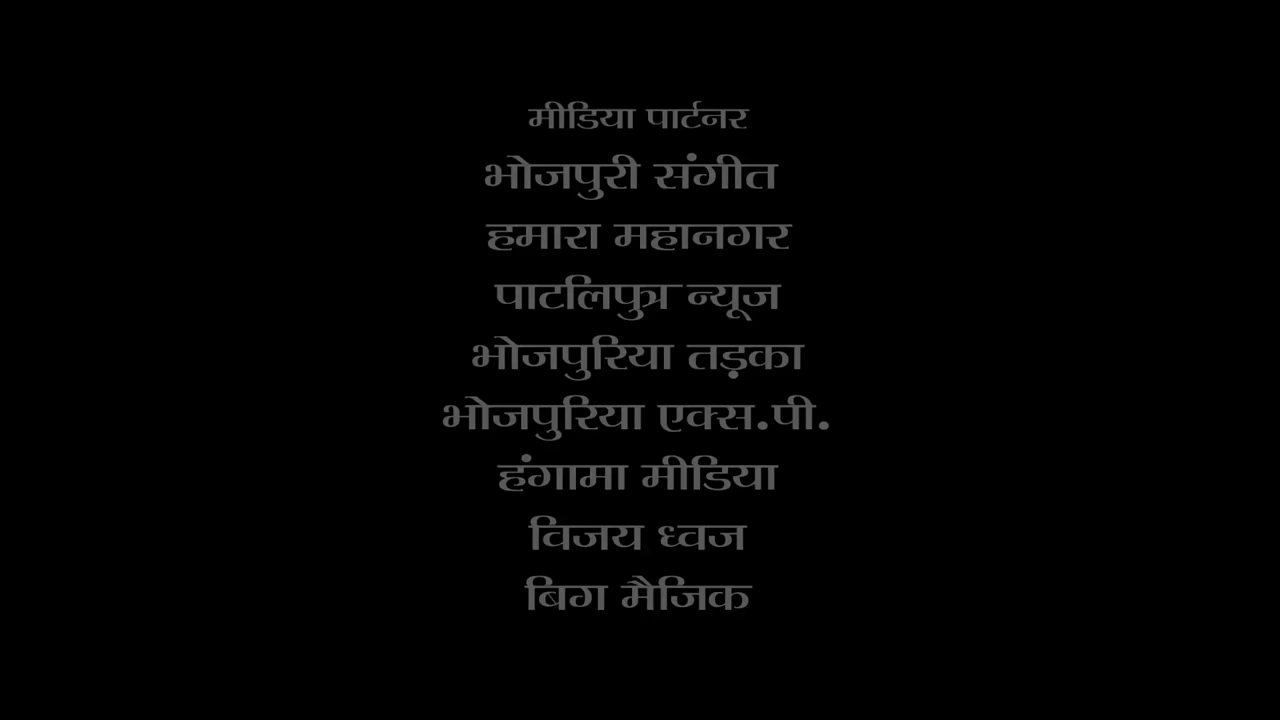 मीडिया पार्टनर
भोजपुरी संगीत
हमारा महानगर
पाटलिपुत्र न्यूज
भोजपुरिया तड़का
भोजपुरिया एक्स.पी.
हंगामा मीडिया
विजय ध्वज
बिग मैजिक